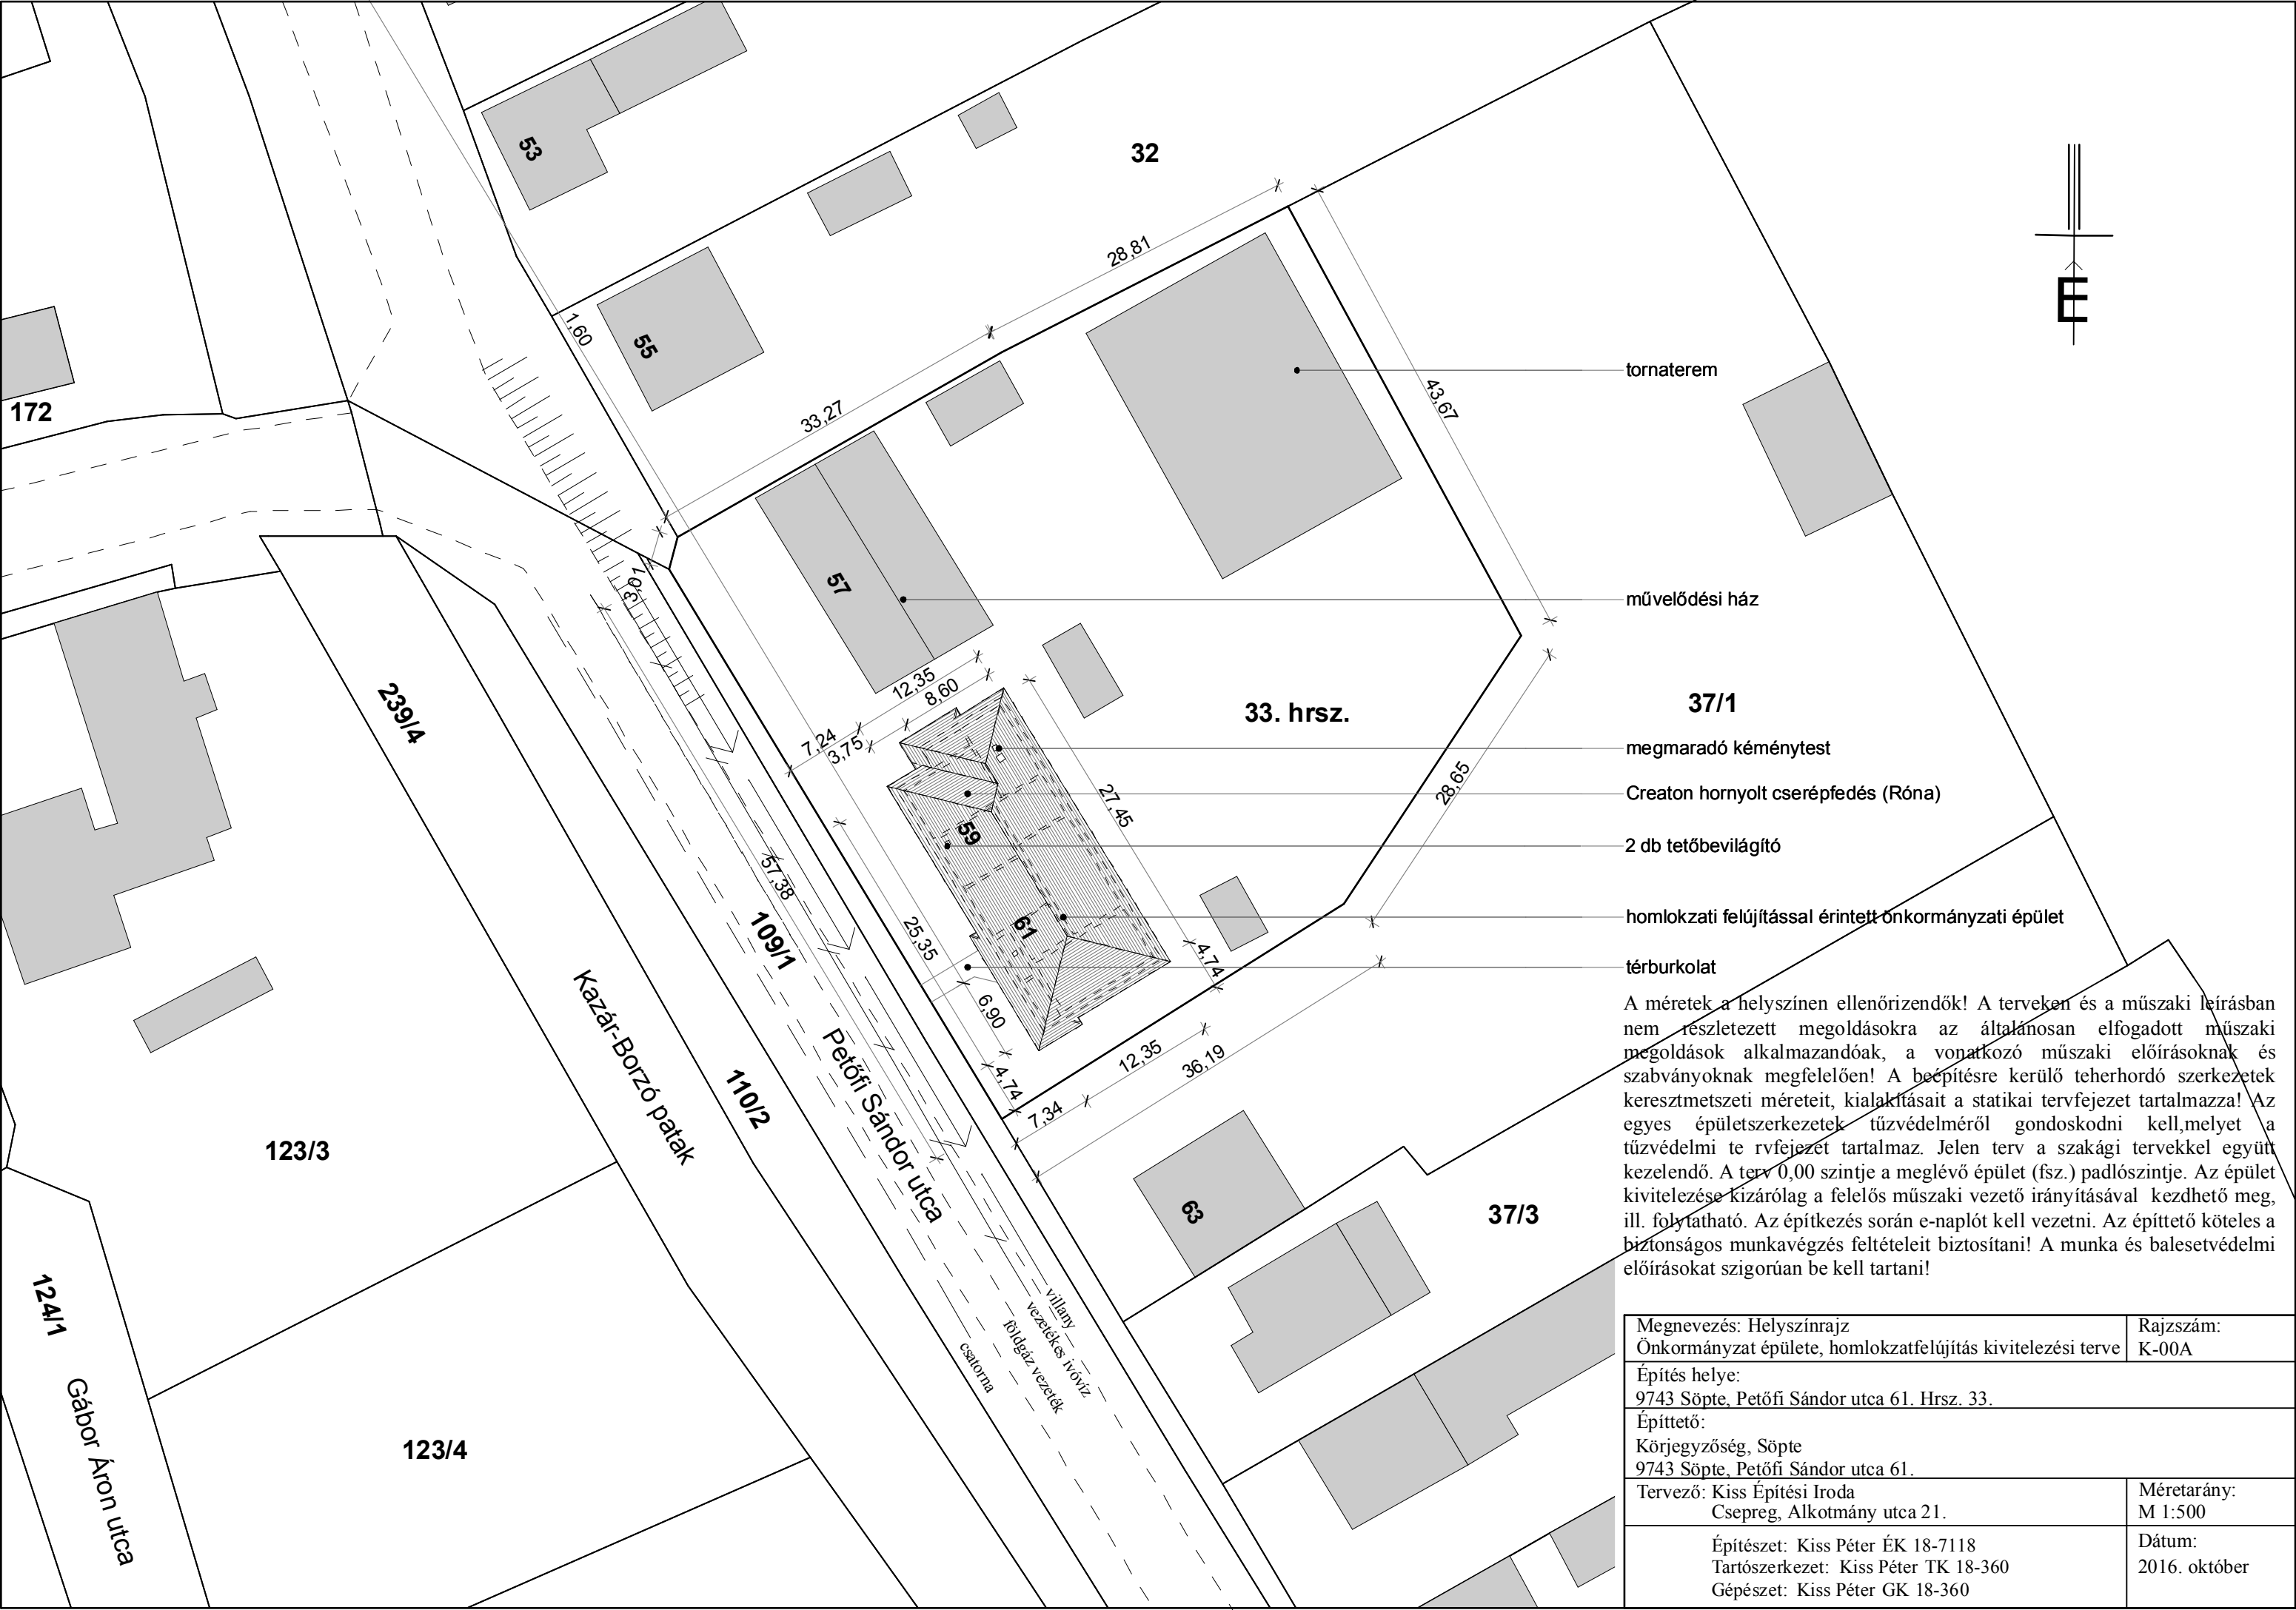 53
32
28,81
É
1,60
55
tornaterem
172
33,27
43,67
57
művelődési ház
239/4
12,35
8,60
7,24
3,75
33. hrsz.
37/1
megmaradó kéménytest
Creaton hornyolt cserépfedés (Róna)
27,45
28,65
59
2 db tetőbevilágító
57,38
109/1
61
25,35
homlokzati felújítással érintett önkormányzati épület
4,74
térburkolat
6,90
Kazár-Borzó patak
Petőfi Sándor utca
110/2
4,74
12,35
36,19
7,34
123/3
63
37/3
124/1
Gábor Áron utca
123/4
villany
vezetékes ivóvíz
földgáz vezeték
csatorna
A méretek a helyszínen ellenőrizendők! A terveken és a műszaki leírásban
nem részletezett megoldásokra az általánosan elfogadott műszaki
megoldások alkalmazandóak, a vonatkozó műszaki előírásoknak és
szabványoknak megfelelően! A beépítésre kerülő teherhordó szerkezetek
keresztmetszeti méreteit, kialakításait a statikai tervfejezet tartalmazza! Az
egyes épületszerkezetek tűzvédelméről gondoskodni kell,melyet a
tűzvédelmi te rvfejezet tartalmaz. Jelen terv a szakági tervekkel együtt
kezelendő. A terv 0,00 szintje a meglévő épület (fsz.) padlószintje. Az épület
kivitelezése kizárólag a felelős műszaki vezető irányításával kezdhető meg,
ill. folytatható. Az építkezés során e-naplót kell vezetni. Az építtető köteles a
biztonságos munkavégzés feltételeit biztosítani! A munka és balesetvédelmi
előírásokat szigorúan be kell tartani!
Megnevezés: Helyszínrajz
Önkormányzat épülete, homlokzatfelújítás kivitelezési terve
Rajzszám:
K-00A
Építés helye:
9743 Söpte, Petőfi Sándor utca 61. Hrsz. 33.
Építtető:
Körjegyzőség, Söpte
9743 Söpte, Petőfi Sándor utca 61.
Tervező: Kiss Építési Iroda
Csepreg, Alkotmány utca 21.
Méretarány:
M 1:500
Építészet: Kiss Péter ÉK 18-7118
Tartószerkezet: Kiss Péter TK 18-360
Gépészet: Kiss Péter GK 18-360
Dátum:
2016. október